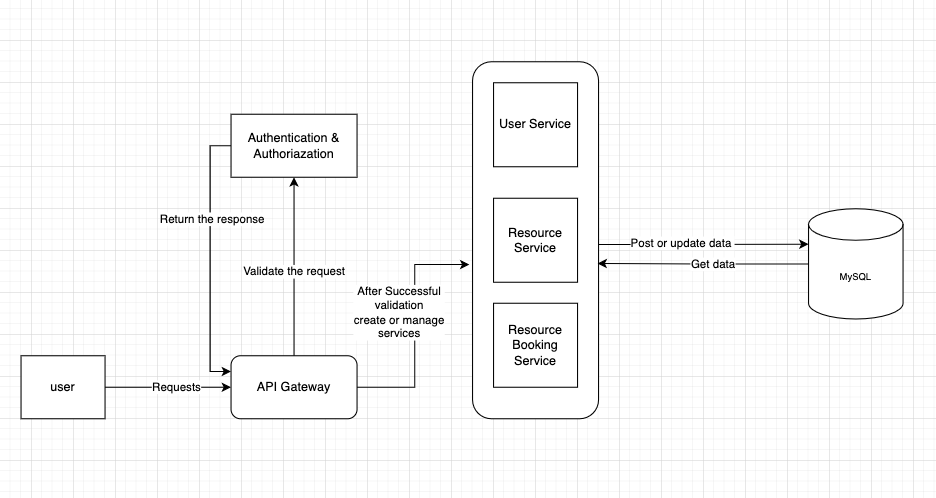 User Service
Authentication &
Authoriazation
Return the response
Resource
Service
Post or update data
Get data
Validate the request
MySQL
After Successful
validation
create or manage
services
Resource
Booking
Service
user
Requests
API Gateway